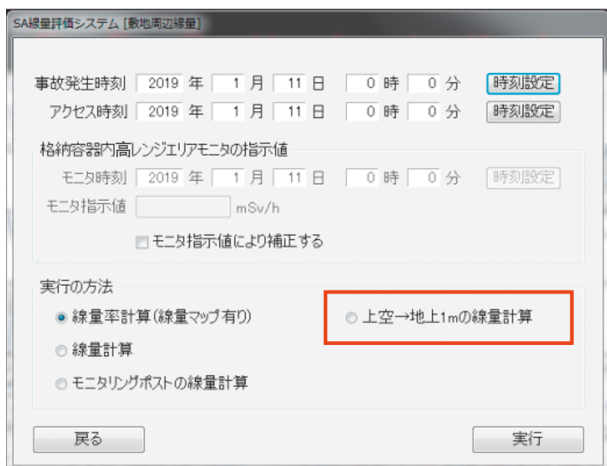 SA線量評価システム [敷地周辺線量]
事故発生時刻 2019 年 1 月 11 日 0 時 0 分 時刻設定
アクセス時刻 2019 年 1 月 11 日 0 時 0 分 時刻設定
格納容器内高レンジエリアモニタの指示値
モニタ時刻 2019 年 1 月 11 日 0 時 0 分 時刻設定
モニタ指示値 mSv/h
モニタ指示値により補正する
実行の方法
線量率計算(線量マップ有り) 上空→地上1mの線量計算
線量計算
モニタリングポストの線量計算
戻る 実行